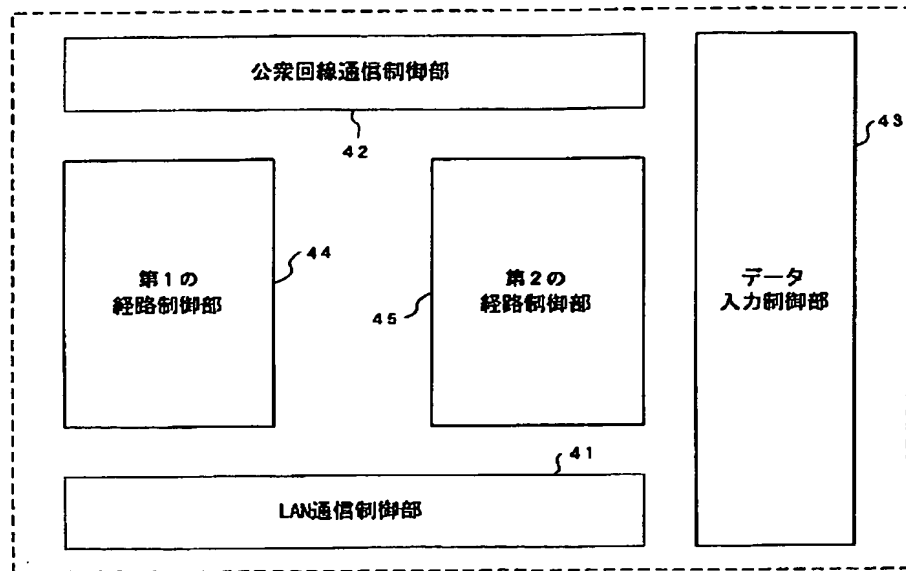 公衆回線通信制御部
42
43
第1の
経路制御部
44
第2の
経路制御部
45
データ
入力制御部
41
LAN通信制御部